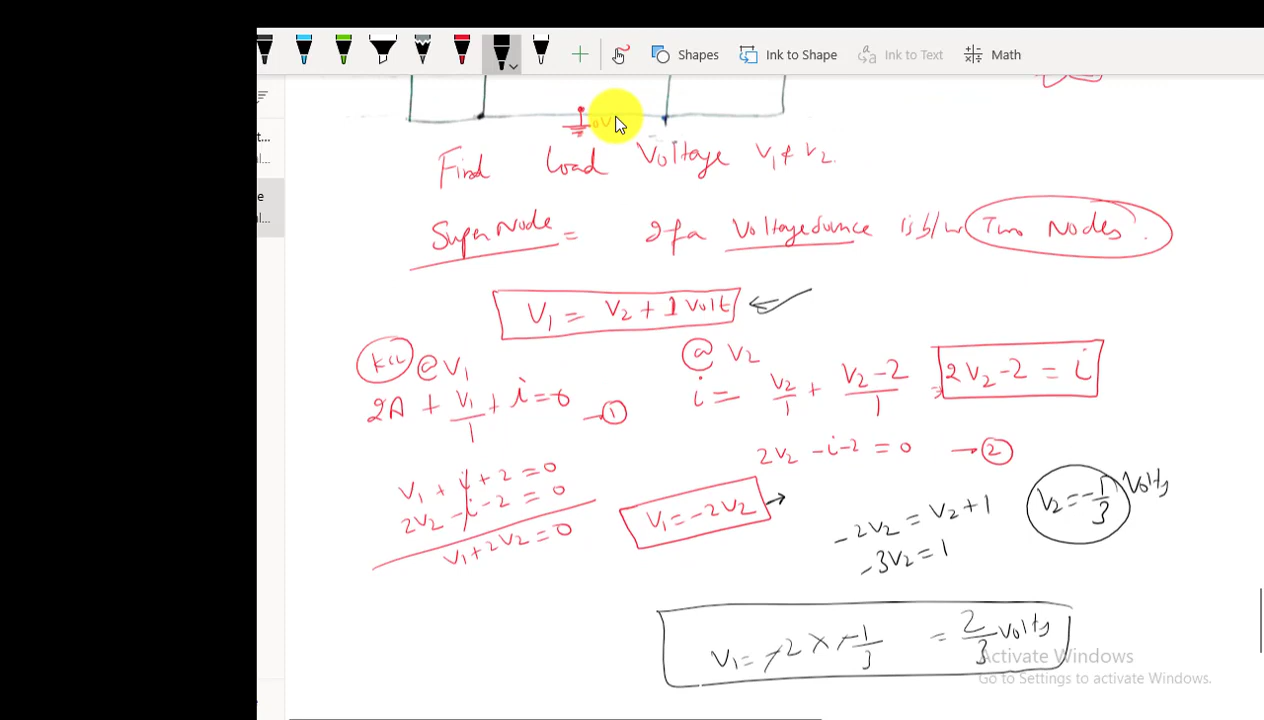 Shapes Ink to Shape Ink to Text Math
0V
Find Load Voltage V1 & V2.
Super Node = If a Voltage source is b/w Two Nodes.
V1 = V2 + 1 Volt
KCL @ V1
2A + V1/1 + i = 0 → ①
@ V2
i = V2/1 + (V2 - 2)/1 = 2V2 - 2 = i
2V2 - i - 2 = 0 → ②
V1 + i + 2 = 0
2V2 - i - 2 = 0
V1 + 2V2 = 0
V1 = -2V2 →
-2V2 = V2 + 1
-3V2 = 1
V2 = -1/3 Volts
V1 = -2 × -1/3 = 2/3 Volts
Activate Windows
Go to Settings to activate Windows.